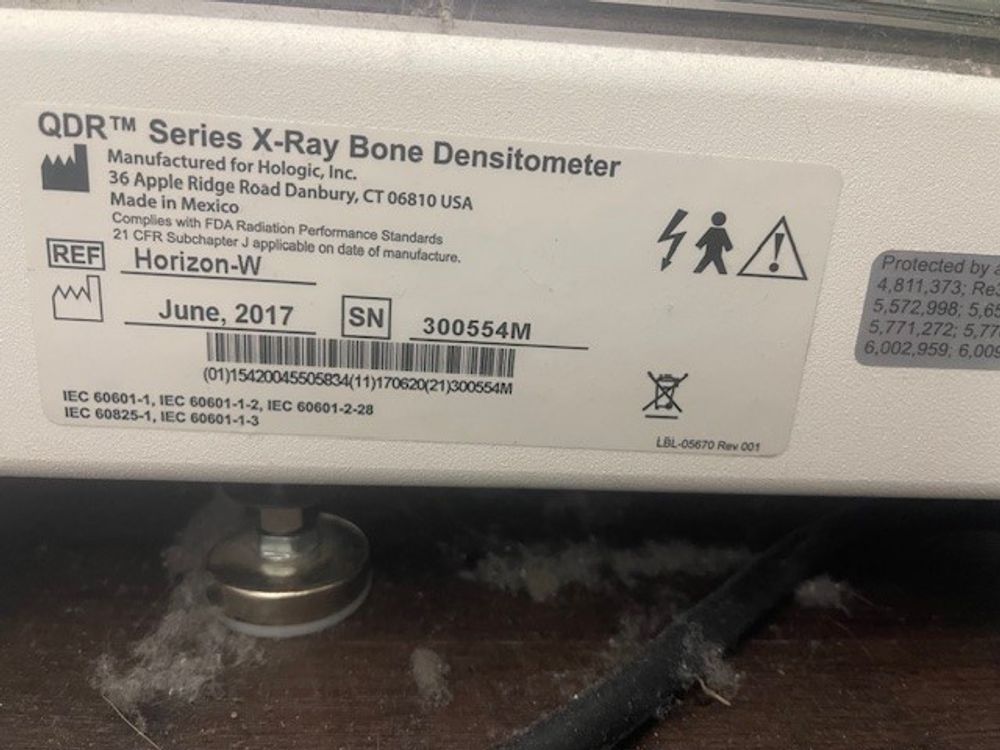 QDR™ Series X-Ray Bone Densitometer
Manufactured for Hologic, Inc.
36 Apple Ridge Road Danbury, CT 06810 USA
Made in Mexico
Complies with FDA Radiation Performance Standards
21 CFR Subchapter J applicable on date of manufacture.
REF Horizon-W
June, 2017 SN 300554M
(01)15420045505834(11)170620(21)300554M
IEC 60601-1, IEC 60601-1-2, IEC 60601-2-28
IEC 60825-1, IEC 60601-1-3
LBL-05670 Rev 001
Protected by
4,811,373;
5,572,998;
5,771,272;
6,002,959;